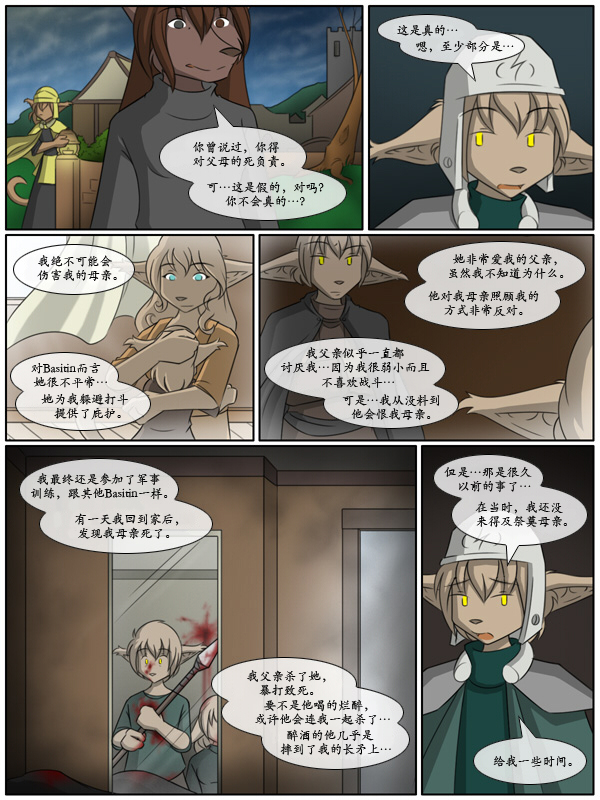 你曾说过，你得
对父母的死负责。
可…这是假的，对吗？
你不会真的…？
这是真的…
嗯，至少部分是…
我绝不可能会
伤害我的母亲。
对Basitin而言
她很不平常…
她为我躲避打斗
提供了庇护。
她非常爱我的父亲，
虽然我不知道为什么。
他对我母亲照顾我的
方式非常反对。
我父亲似乎一直都
讨厌我…因为我很弱小而且
不喜欢战斗…
可是…我从没料到
他会恨我母亲。
我最终还是参加了军事
训练，跟其他Basitin一样。
有一天我回到家后，
发现我母亲死了。
我父亲杀了她，
暴打致死。
要不是他喝的烂醉，
或许他会连我一起杀了…
醉酒的他几乎是
摔到了我的长矛上…
但是…那是很久
以前的事了…
在当时，我还没
来得及祭奠母亲。
给我一些时间。